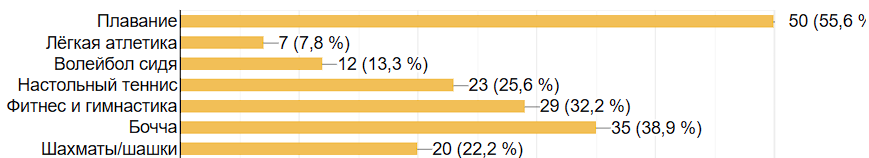 Плавание 50 (55,6 %
Лёгкая атлетика 7 (7,8 %)
Волейбол сидя 12 (13,3 %)
Настольный теннис 23 (25,6 %)
Фитнес и гимнастика 29 (32,2 %)
Бочча 35 (38,9 %)
Шахматы/шашки 20 (22,2 %)